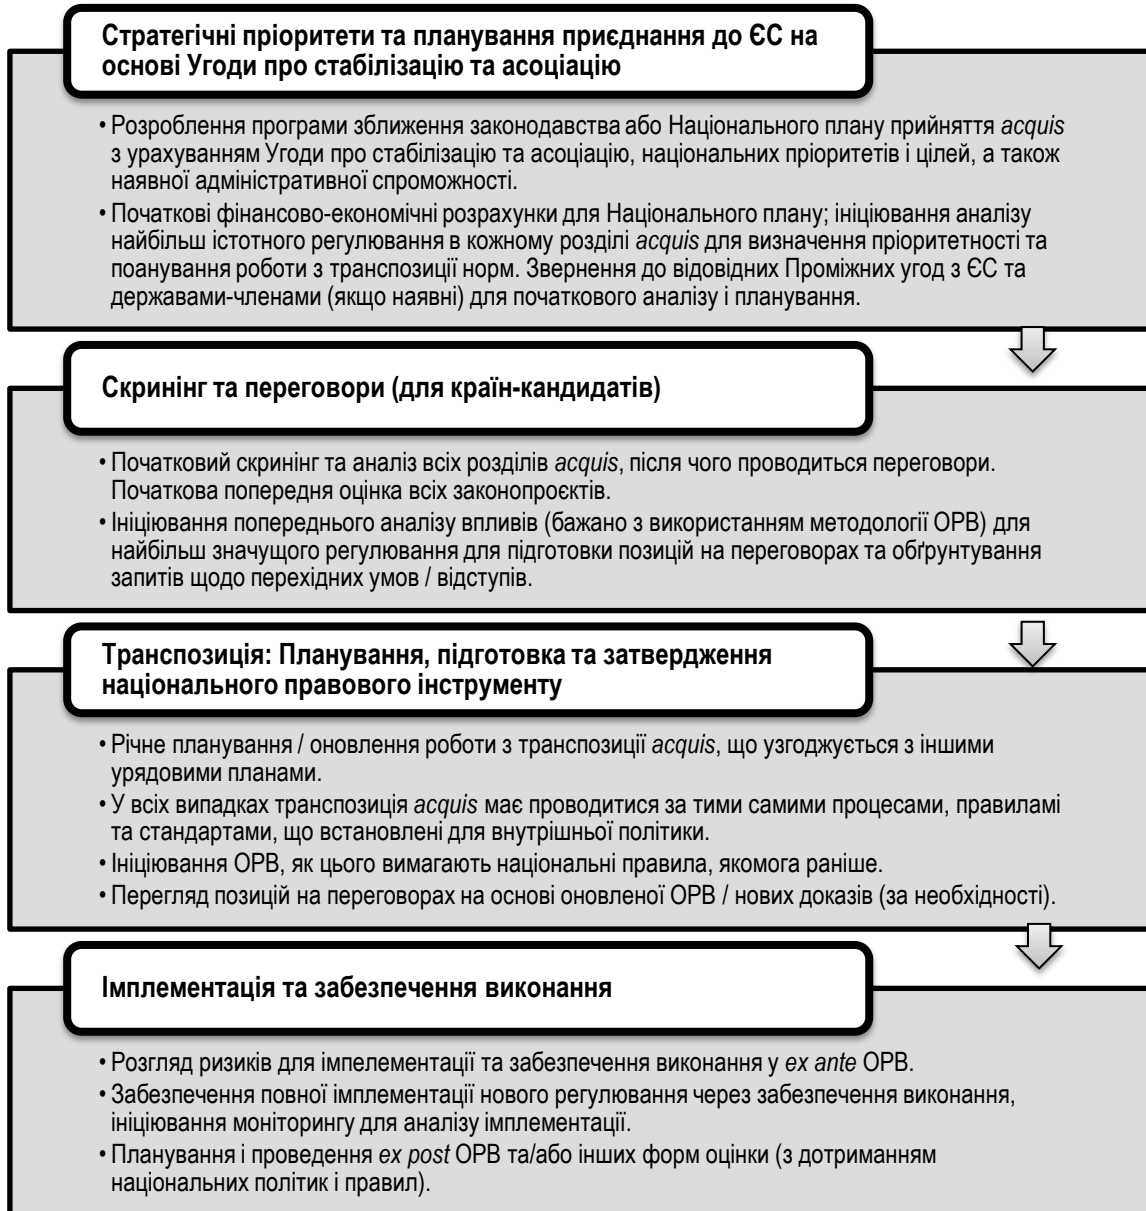 Стратегічні пріоритети та планування приєднання до ЄС на
основі Угоди про стабілізацію та асоціацію
• Розроблення програми зближення законодавства або Національного плану прийняття acquis
з урахуванням Угоди про стабілізацію та асоціацію, національних пріоритетів і цілей, а також
наявної адміністративної спроможності.
• Початкові фінансово-економічні розрахунки для Національного плану; ініціювання аналізу
найбільш істотного регулювання в кожному розділі acquis для визначення пріоритетності та
поанування роботи з транспозиції норм. Звернення до відовідних Проміжних угод з ЄС та
державами-членами (якщо наявні) для початкового аналізу і планування.
Скринінг та переговори (для країн-кандидатів)
• Початковий скринінг та аналіз всіх розділів acquis, після чого проводиться переговори.
Початкова попередня оцінка всіх законопроєктів.
• Ініціювання попереднього аналізу впливів (бажано з використанням методології ОРВ) для
найбільш значущого регулювання для підготовки позицій на переговорах та обґрунтування
запитів щодо перехідних умов / відступів.
Транспозиція: Планування, підготовка та затвердження
національного правового інструменту
• Річне планування / оновлення роботи з транспозиції acquis, що узгоджується з іншими
урядовими планами.
• У всіх випадках транспозиція acquis має проводитися за тими самими процесами, правиламі
та стандартами, що встановлені для внутрішньої політики.
• Ініціювання ОРВ, як цього вимагають національні правила, якомога раніше.
• Перегляд позицій на переговорах на основі оновленої ОРВ / нових доказів (за необхідності).
Імплементація та забезпечення виконання
• Розгляд ризиків для імпелементації та забезпечення виконання у ex ante ОРВ.
• Забезпечення повної імплементації нового регулювання через забезпечення виконання,
ініціювання моніторингу для аналізу імплементації.
• Планування і проведення ex post ОРВ та/або інших форм оцінки (з дотриманням
національних політик і правил).